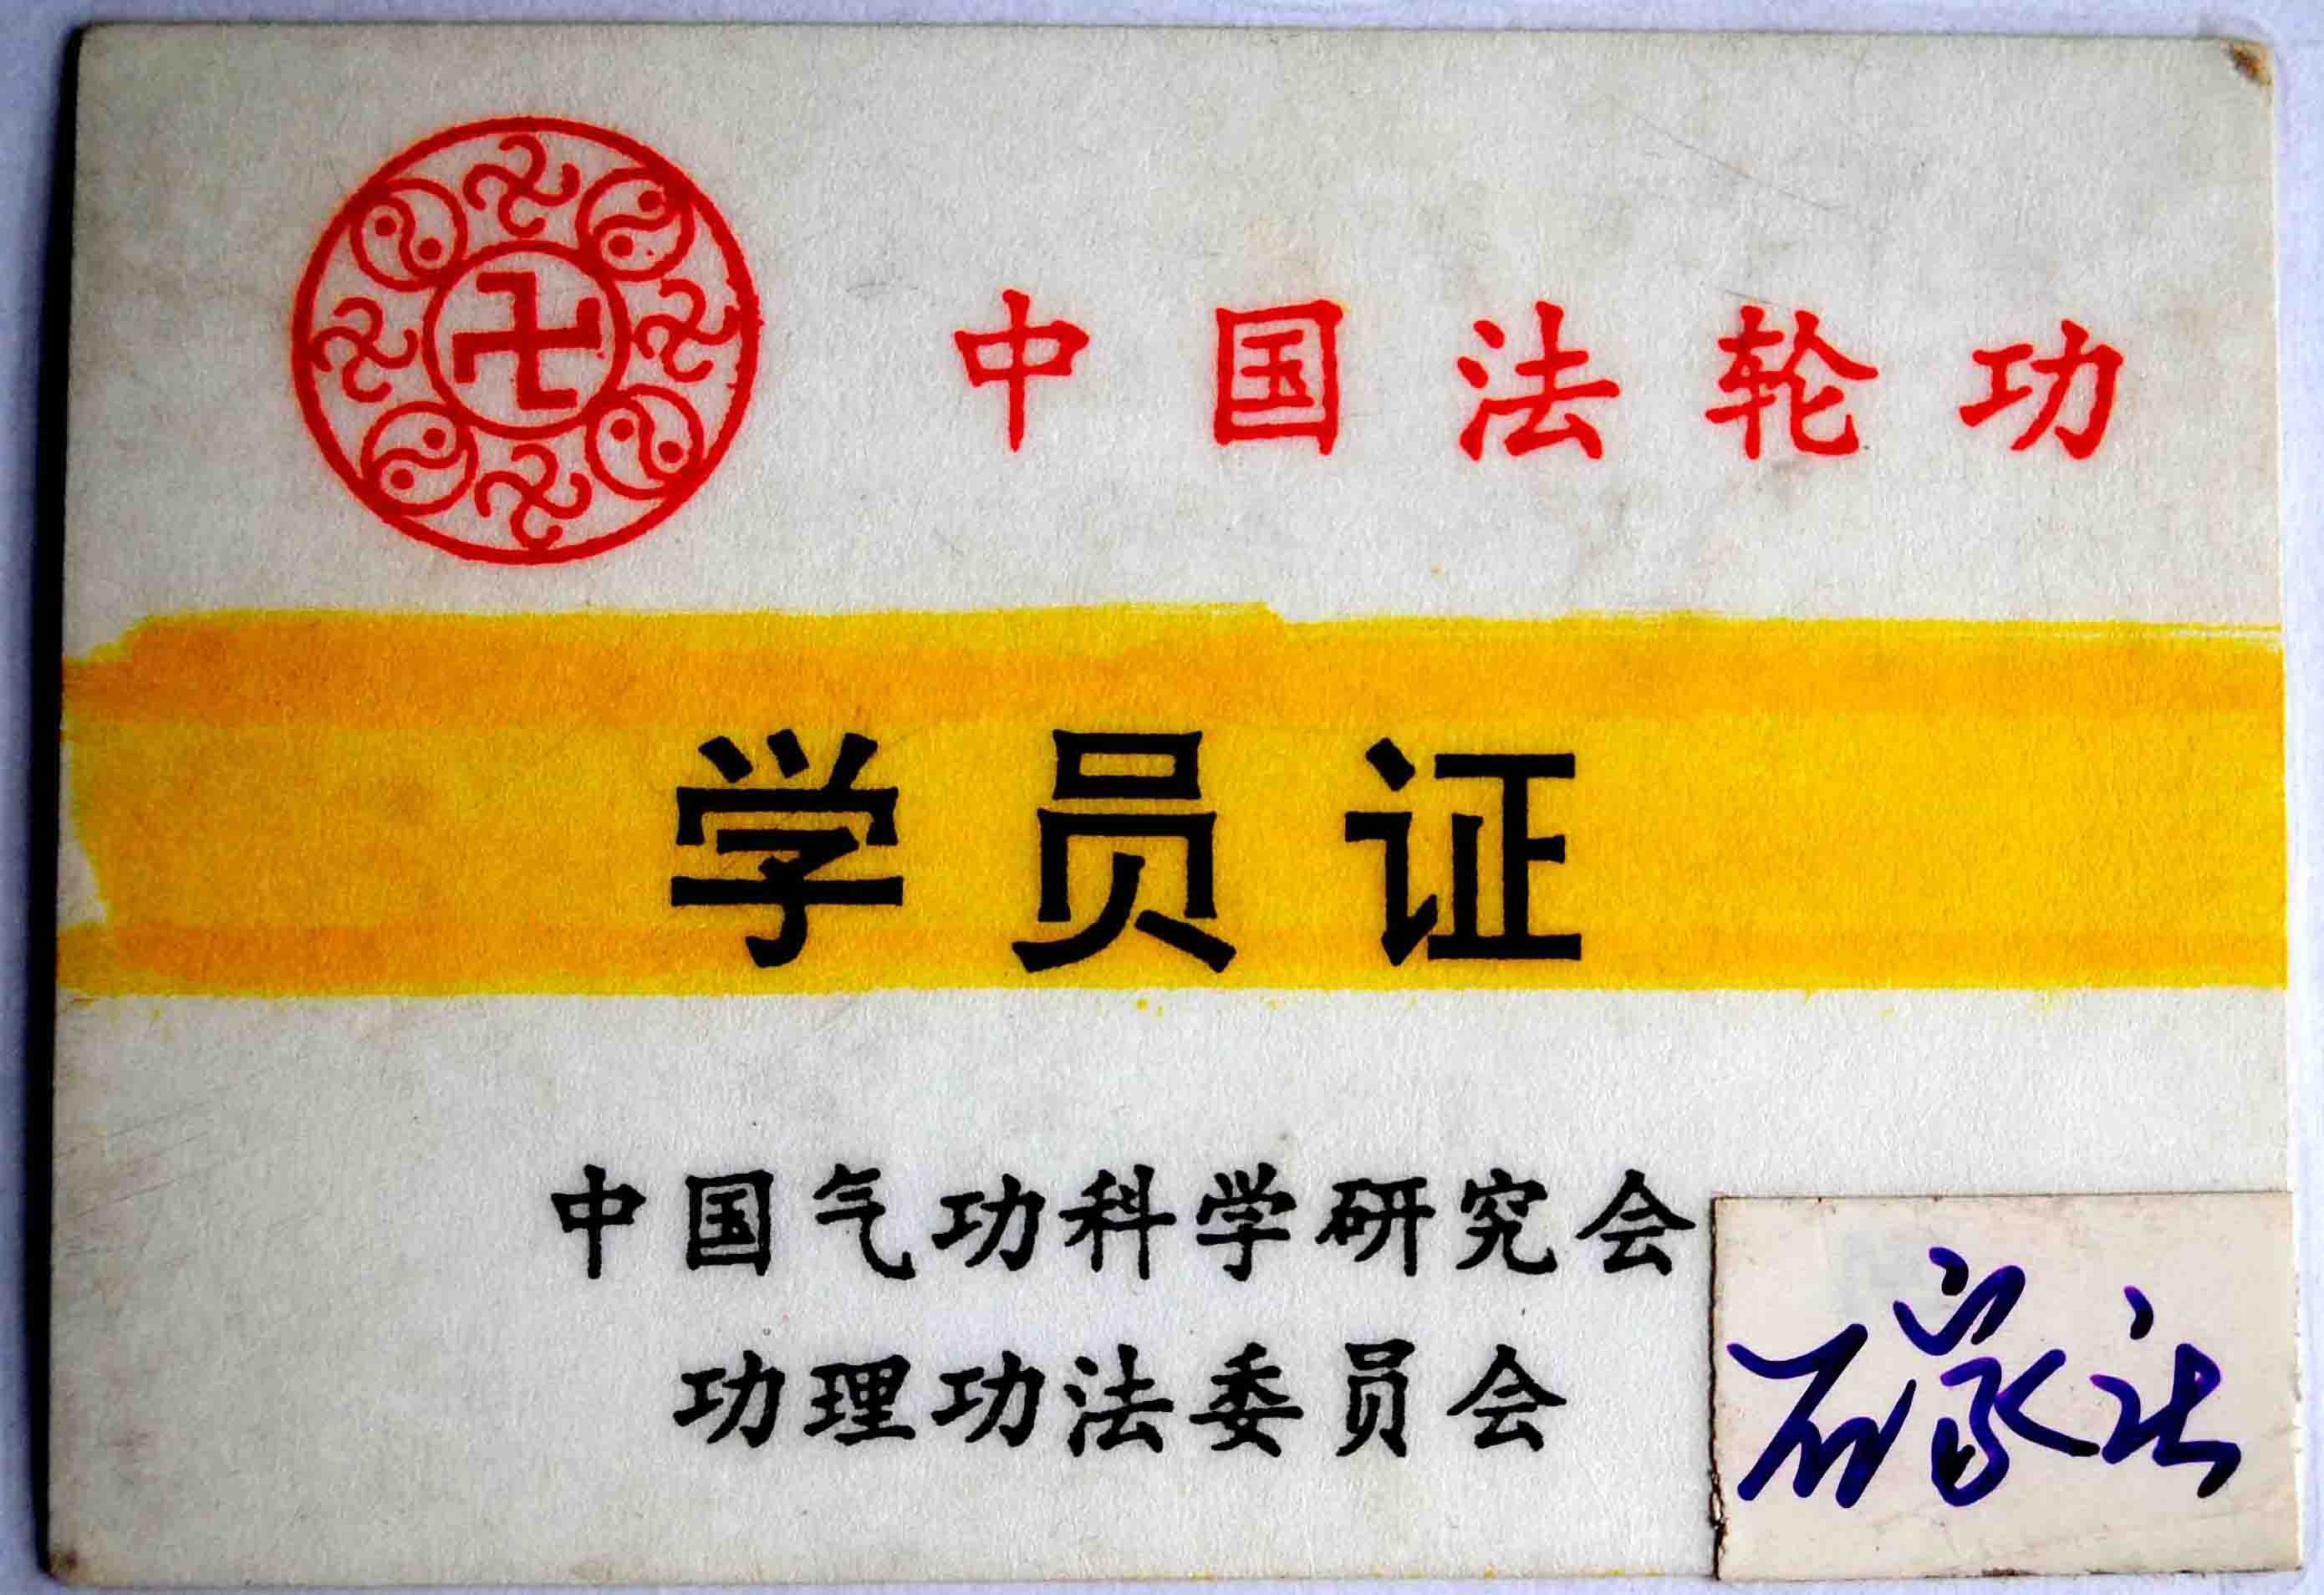 中国法轮功
学员证
中国气功科学研究会
功理功法委员会